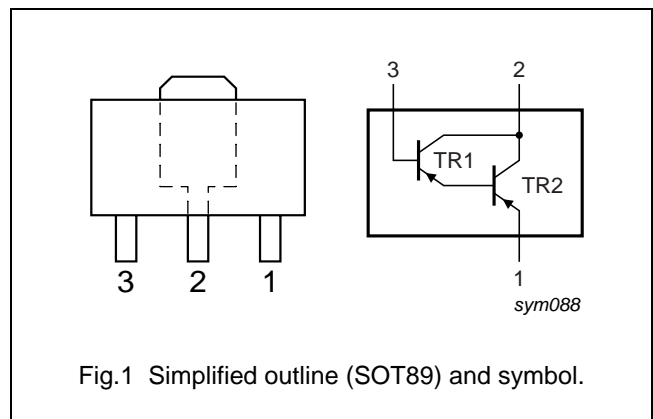 3 2
TR1
TR2
3 2 1
1
sym088
Fig.1 Simplified outline (SOT89) and symbol.